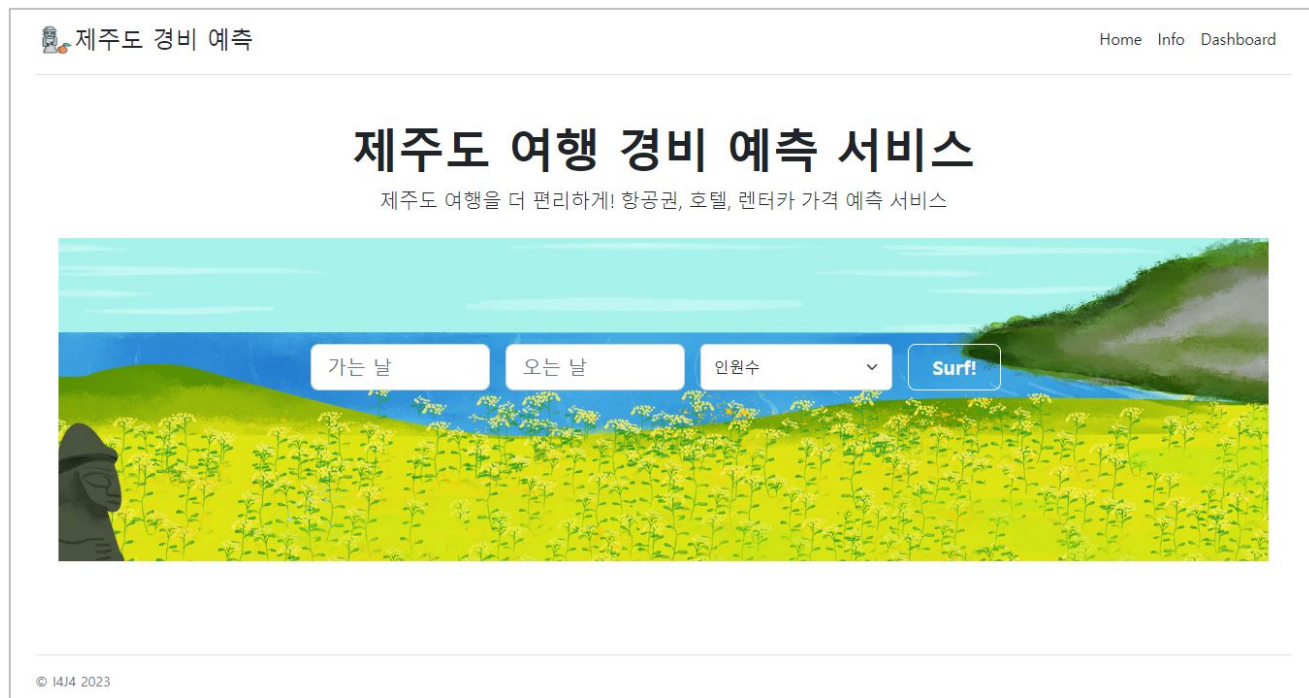 제주도 경비 예측
Home Info Dashboard
제주도 여행 경비 예측 서비스
제주도 여행을 더 편리하게! 항공권, 호텔, 렌터카 가격 예측 서비스
가는 날 오는 날 인원수 Surf!
© I4J4 2023